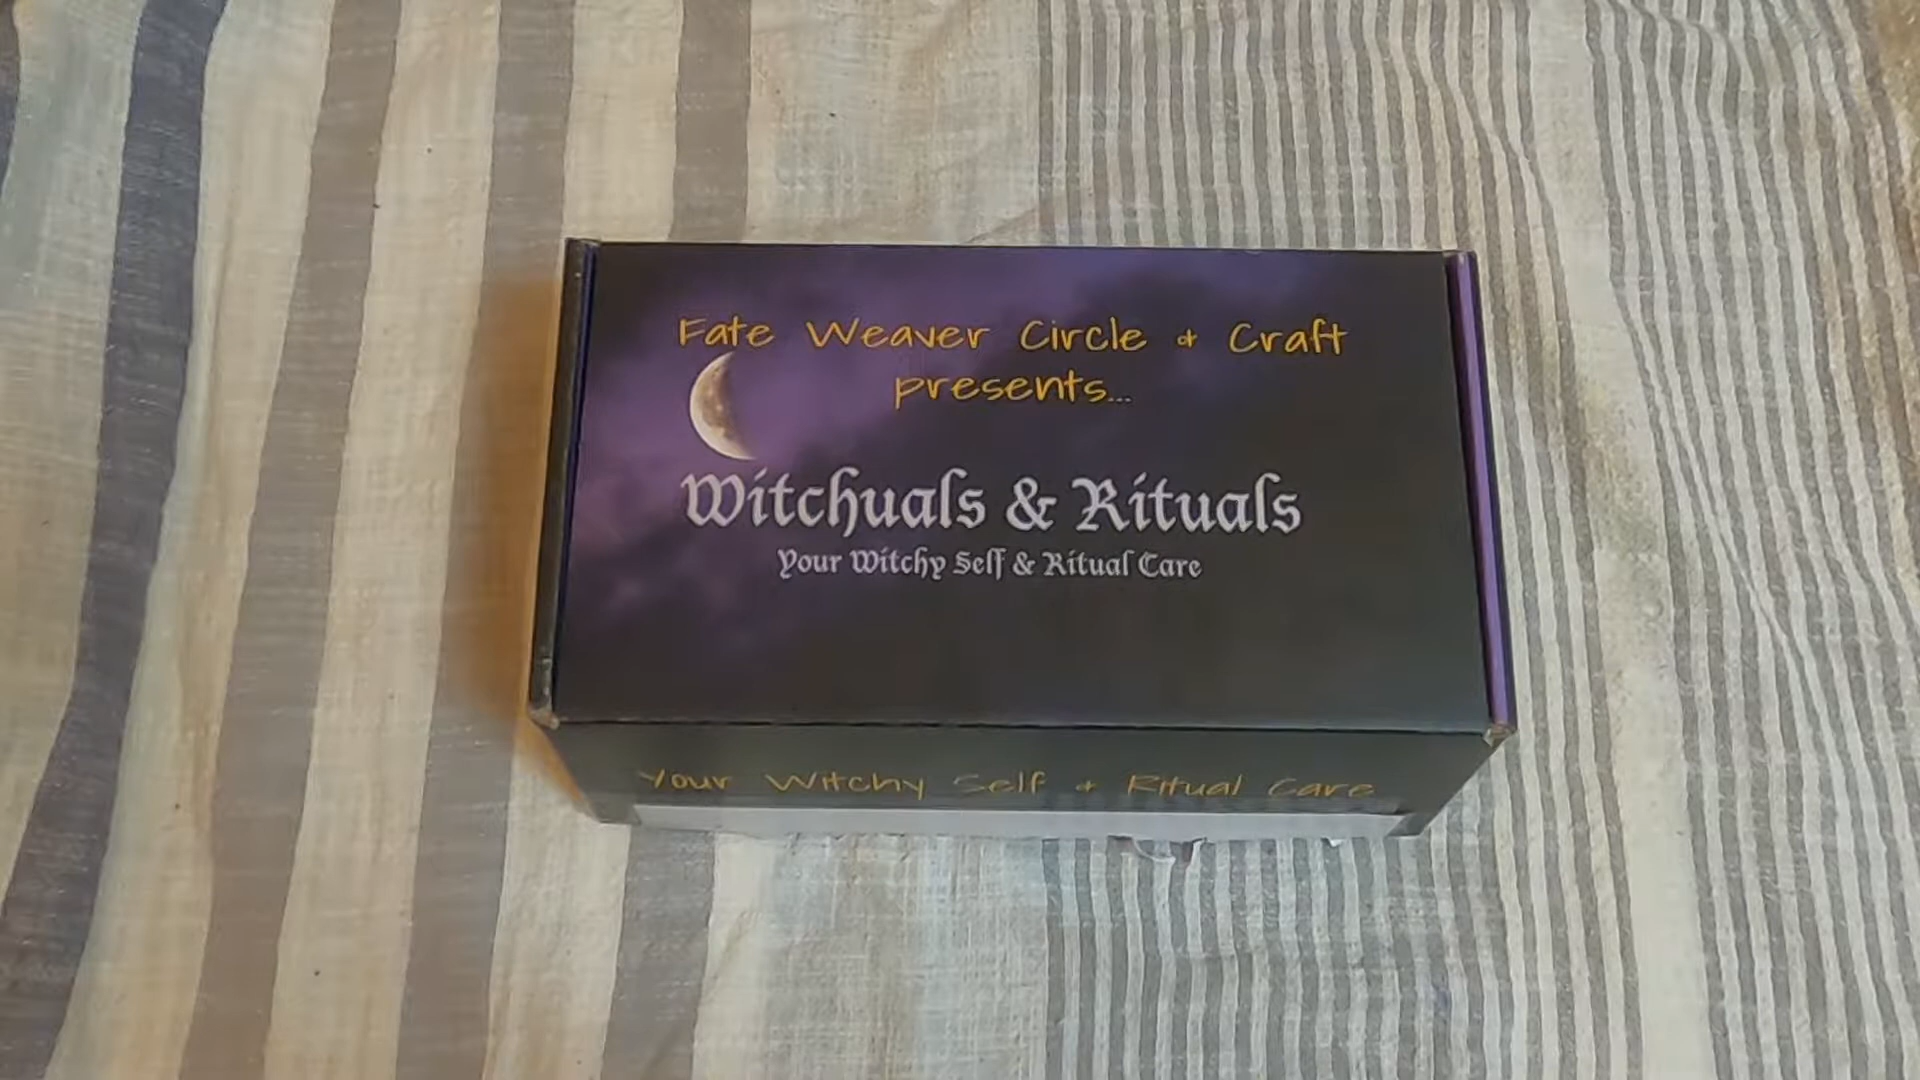 Fate Weaver Circle & Craft
presents...
Witchuals & Rituals
Your Witchy Self & Ritual Care
Your Witchy Self & Ritual Care